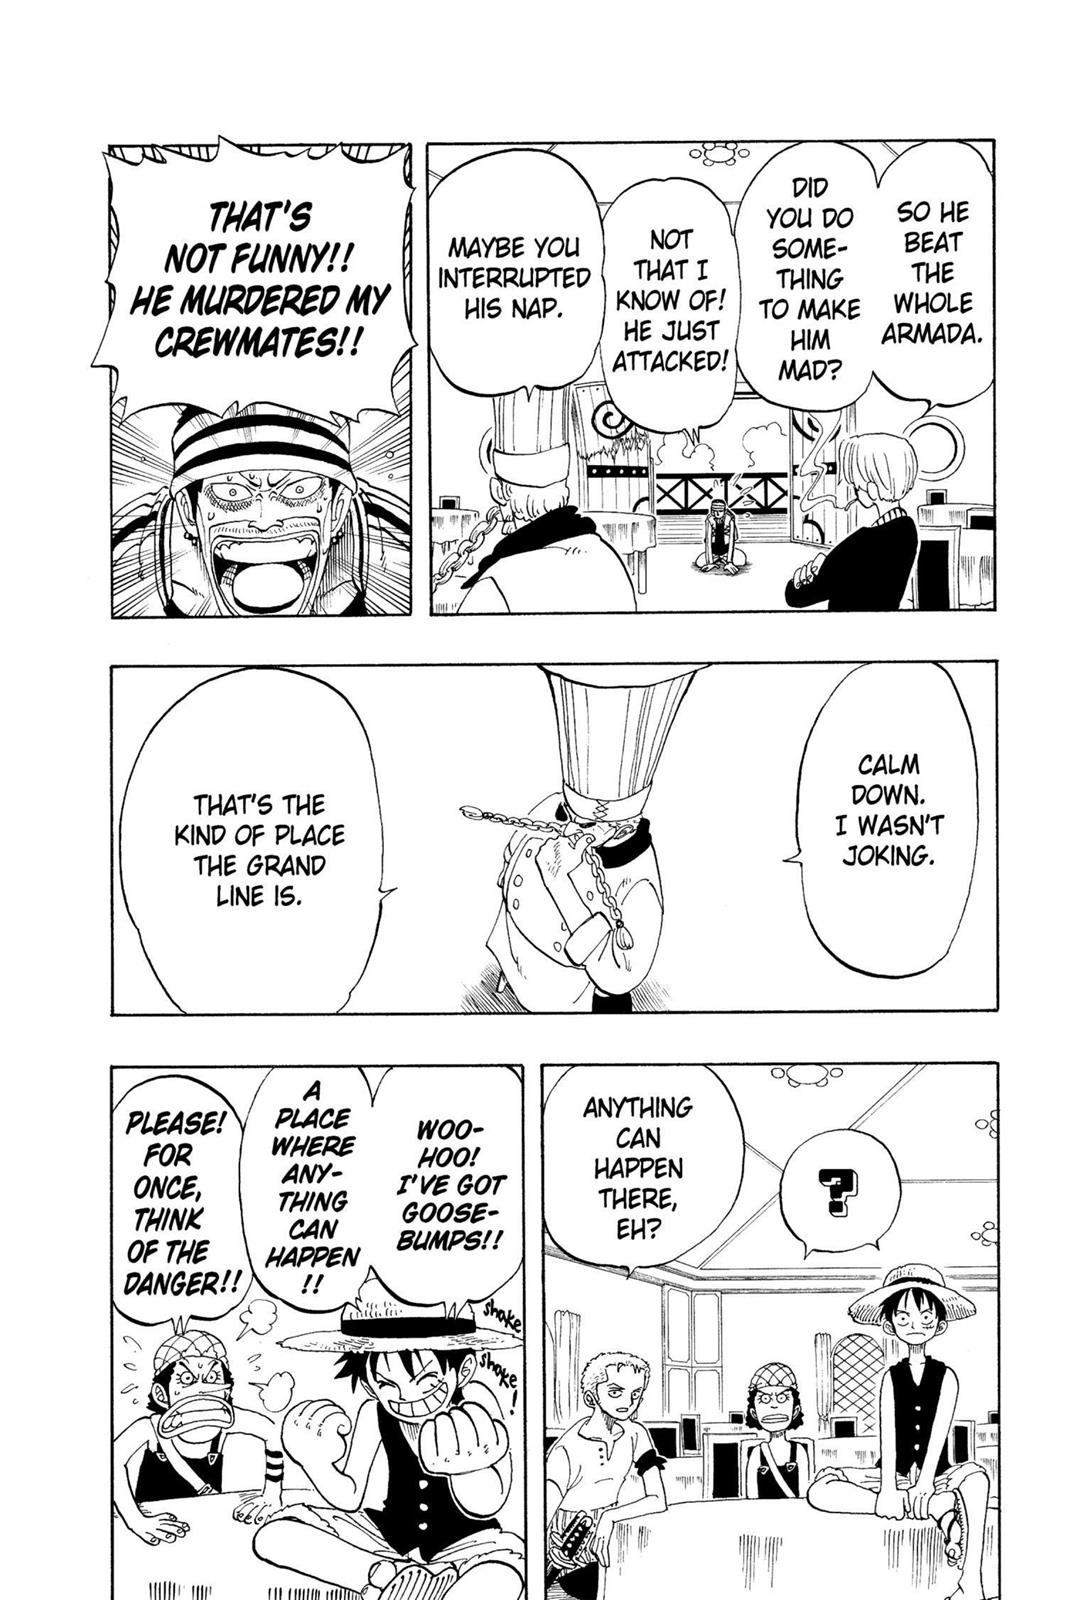 SO HE
BEAT
THE
WHOLE
ARMADA.
DID
YOU DO
SOME-
THING
TO MAKE
HIM
MAD?
NOT
THAT I
KNOW OF!
HE JUST
ATTACKED!
MAYBE YOU
INTERRUPTED
HIS NAP.
THAT'S
NOT FUNNY!!
HE MURDERED MY
CREWMATES!!
CALM
DOWN.
I WASN'T
JOKING.
THAT'S THE
KIND OF PLACE
THE GRAND
LINE IS.
?
ANYTHING
CAN
HAPPEN
THERE,
EH?
WOO-
HOO!
I'VE GOT
GOOSE-
BUMPS!!
A
PLACE
WHERE
ANY-
THING
CAN
HAPPEN
!!
shake
shake
!
PLEASE!
FOR
ONCE,
THINK
OF THE
DANGER!!